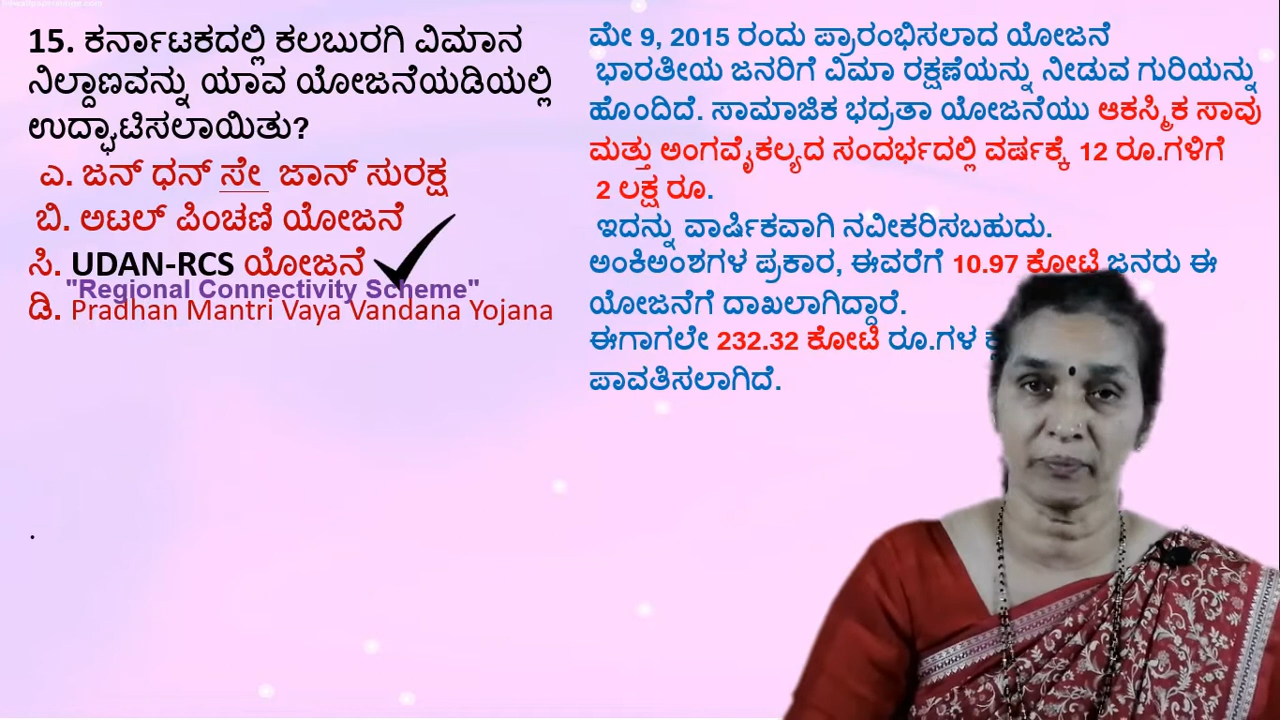 15. ಕರ್ನಾಟಕದಲ್ಲಿ ಕಲಬುರಗಿ ವಿಮಾನ
ನಿಲ್ದಾಣವನ್ನು ಯಾವ ಯೋಜನೆಯಡಿಯಲ್ಲಿ
ಉದ್ಘಾಟಿಸಲಾಯಿತು?
ಎ. ಜನ್ ಧನ್ ಸೇ ಜಾನ್ ಸುರಕ್ಷ
ಬಿ. ಅಟಲ್ ಪಿಂಚಣಿ ಯೋಜನೆ
ಸಿ. UDAN-RCS ಯೋಜನೆ
"Regional Connectivity Scheme"
ಡಿ. Pradhan Mantri Vaya Vandana Yojana
.
ಮೇ 9, 2015 ರಂದು ಪ್ರಾರಂಭಿಸಲಾದ ಯೋಜನೆ
ಭಾರತೀಯ ಜನರಿಗೆ ವಿಮಾ ರಕ್ಷಣೆಯನ್ನು ನೀಡುವ ಗುರಿಯನ್ನು
ಹೊಂದಿದೆ. ಸಾಮಾಜಿಕ ಭದ್ರತಾ ಯೋಜನೆಯು ಆಕಸ್ಮಿಕ ಸಾವು
ಮತ್ತು ಅಂಗವೈಕಲ್ಯದ ಸಂದರ್ಭದಲ್ಲಿ ವರ್ಷಕ್ಕೆ 12 ರೂ.ಗಳಿಗೆ
2 ಲಕ್ಷ ರೂ.
ಇದನ್ನು ವಾರ್ಷಿಕವಾಗಿ ನವೀಕರಿಸಬಹುದು.
ಅಂಕಿಅಂಶಗಳ ಪ್ರಕಾರ, ಈವರೆಗೆ 10.97 ಕೋಟಿ ಜನರು ಈ
ಯೋಜನೆಗೆ ದಾಖಲಾಗಿದ್ದಾರೆ.
ಈಗಾಗಲೇ 232.32 ಕೋಟಿ ರೂ.ಗಳ
ಪಾವತಿಸಲಾಗಿದೆ.